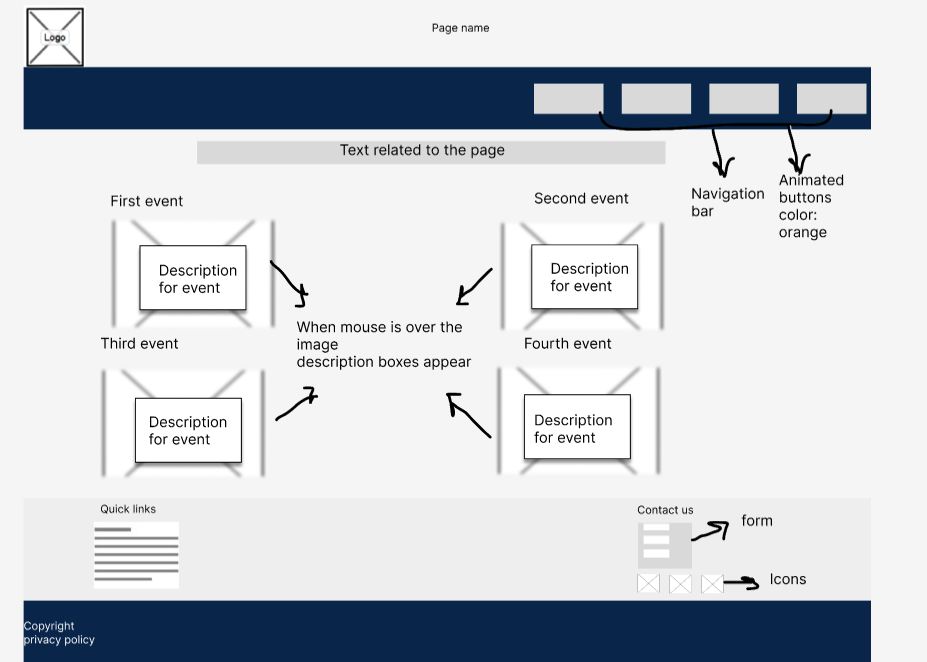 Logo
Page name
Text related to the page
Navigation
bar
Animated
buttons
color:
orange
First event
Second event
Description
for event
Description
for event
When mouse is over the
image
description boxes appear
Third event
Fourth event
Description
for event
Description
for event
Quick links
Contact us
form
Icons
Copyright
privacy policy